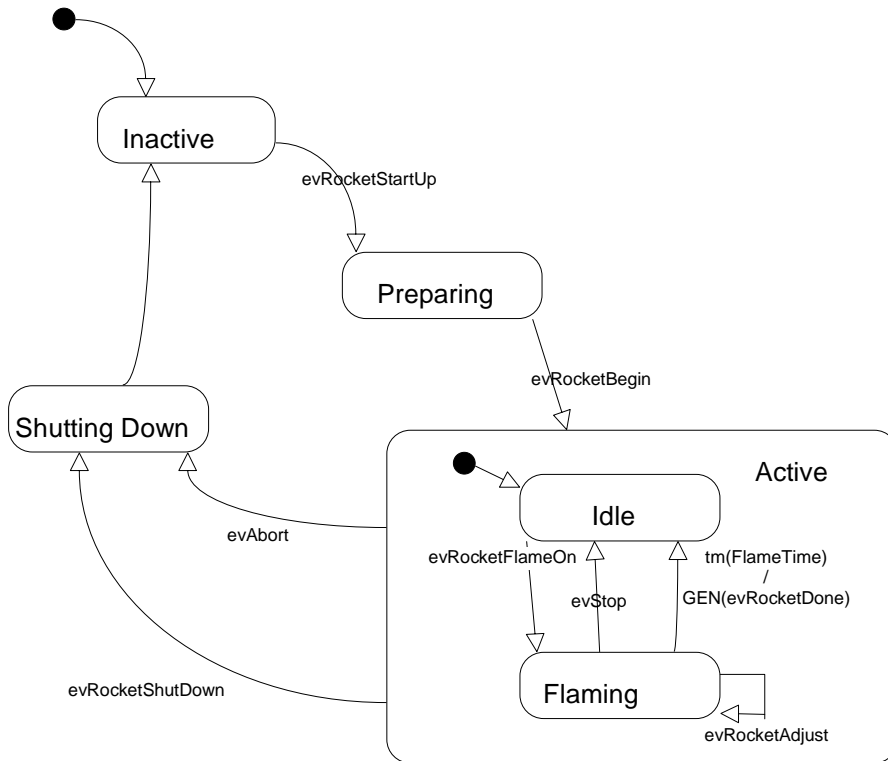 Inactive
evRocketStartUp
Preparing
evRocketBegin
Shutting Down
Active
Idle
evAbort
evRocketFlameOn
tm(FlameTime)
/
GEN(evRocketDone)
evStop
evRocketShutDown
Flaming
evRocketAdjust